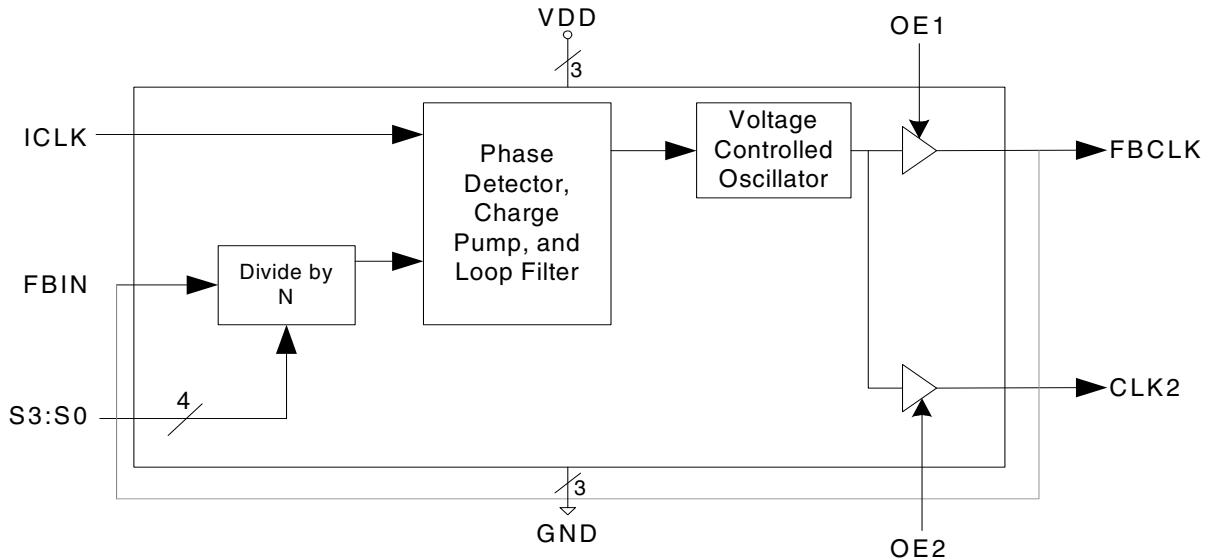 VDD
3
OE1
ICLK
Phase
Detector,
Charge
Pump, and
Loop Filter
Voltage
Controlled
Oscillator
FBCLK
FBIN
Divide by
N
S3:S0
4
CLK2
3
GND
OE2